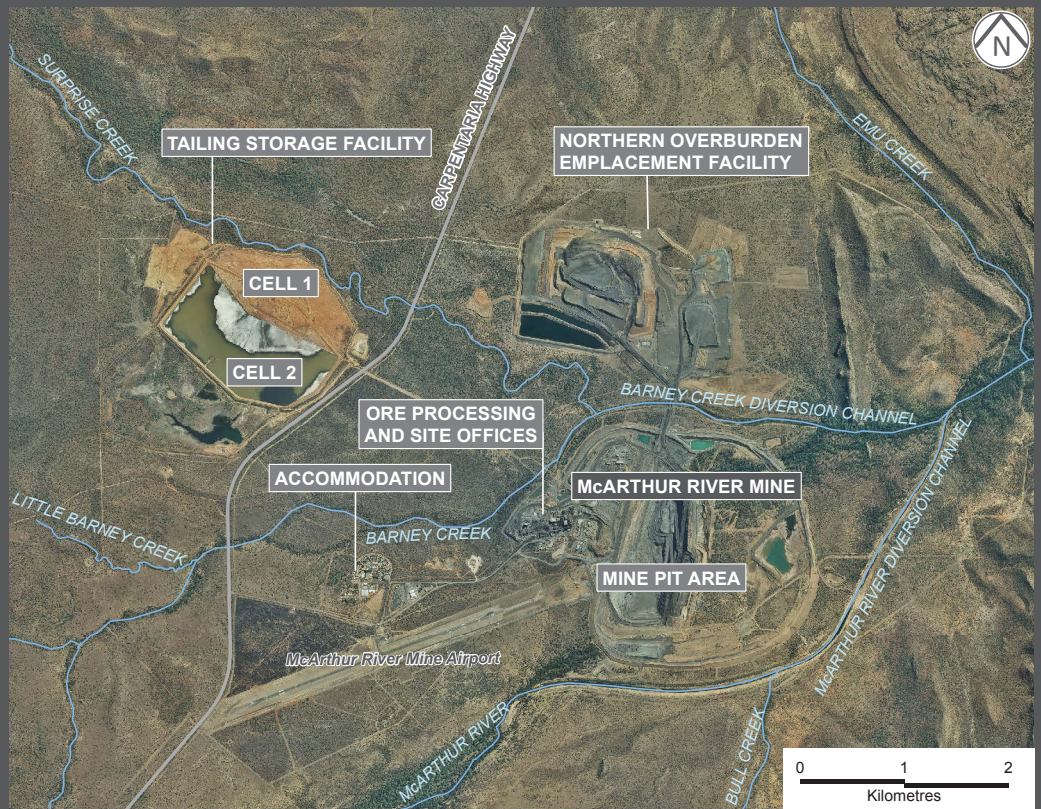 N
SURPRISE CREEK
CARPENTARIA HIGHWAY
EMU CREEK
TAILING STORAGE FACILITY
NORTHERN OVERBURDEN
EMPLACEMENT FACILITY
CELL 1
CELL 2
BARNEY CREEK DIVERSION CHANNEL
ORE PROCESSING
AND SITE OFFICES
ACCOMMODATION
McARTHUR RIVER MINE
LITTLE BARNEY CREEK
BARNEY CREEK
MINE PIT AREA
McARTHUR RIVER DIVERSION CHANNEL
McArthur River Mine Airport
McARTHUR RIVER
BULL CREEK
0 1 2
Kilometres